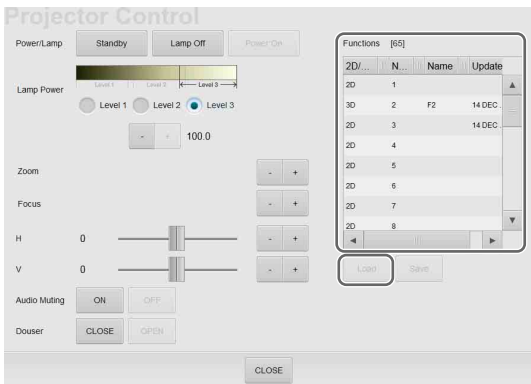 Projector Control
Power/Lamp Standby Lamp Off Power On
Lamp Power
Level 1 Level 3 Level 3
Level 1 Level 2 Level 3
- + 100.0
Zoom - +
Focus - +
H 0 - +
V 0 - +
Audio Muting ON OFF
Douser CLOSE OPEN
Functions [65]
2D/... N... Name Update
2D 1
3D 2 F2 14 DEC .
2D 3 14 DEC .
2D 4
2D 5
2D 6
2D 7
2D 8
Load Save
CLOSE